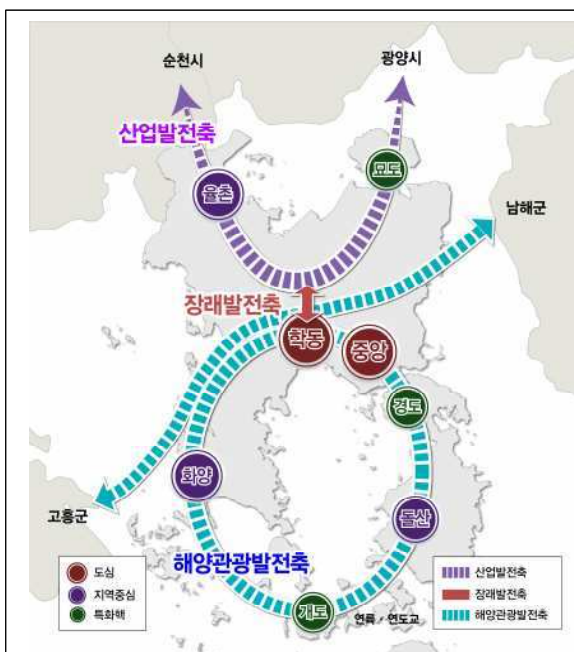 순천시
광양시
산업발전축
묘도
율촌
남해군
장래발전축
학동
중앙
경도
화양
돌산
고흥군
해양관광발전축
개도
연륙·연도교
도심
지역중심
특화핵
산업발전축
장래발전축
해양관광발전축